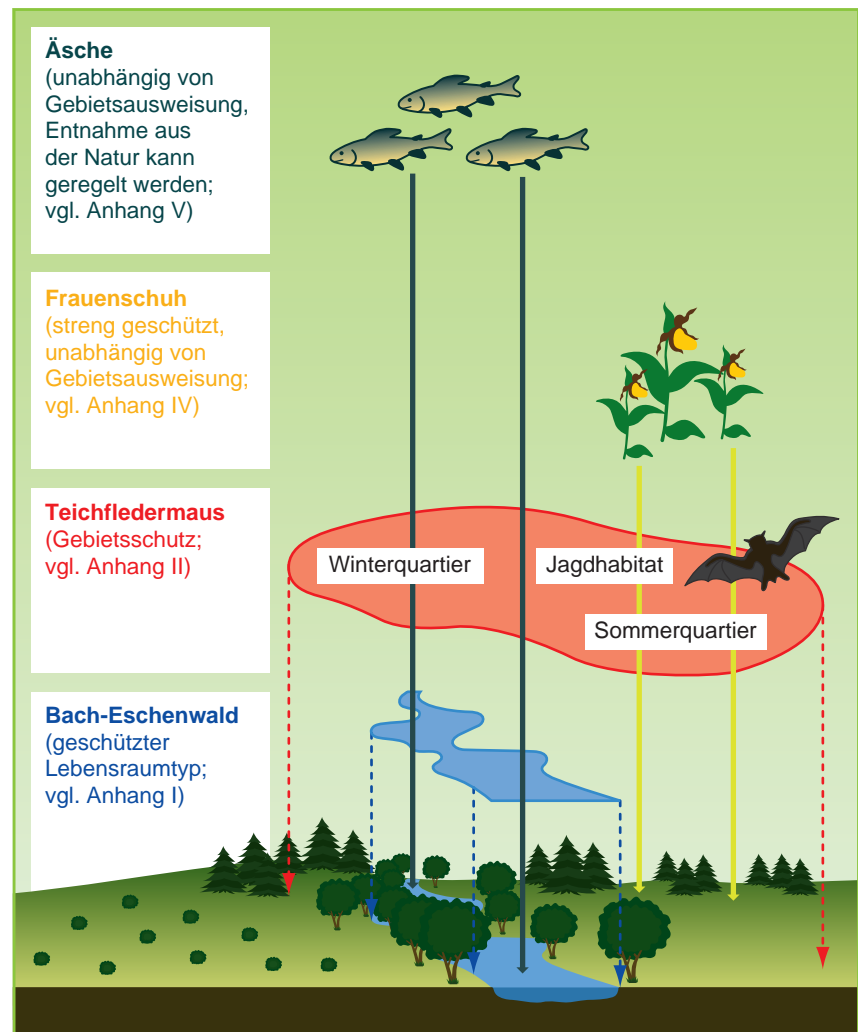 Äsche
(unabhängig von
Gebietsausweisung,
Entnahme aus
der Natur kann
geregelt werden;
vgl. Anhang V)
Frauenschuh
(streng geschützt,
unabhängig von
Gebietsausweisung;
vgl. Anhang IV)
Teichfledermaus
(Gebietsschutz;
vgl. Anhang II)
Winterquartier
Jagdhabitat
Sommerquartier
Bach-Eschenwald
(geschützter
Lebensraumtyp;
vgl. Anhang I)